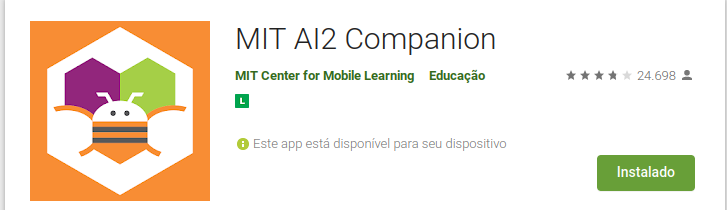 MIT AI2 Companion
MIT Center for Mobile Learning Educação 24.698
L
Este app está disponível para seu dispositivo
Instalado